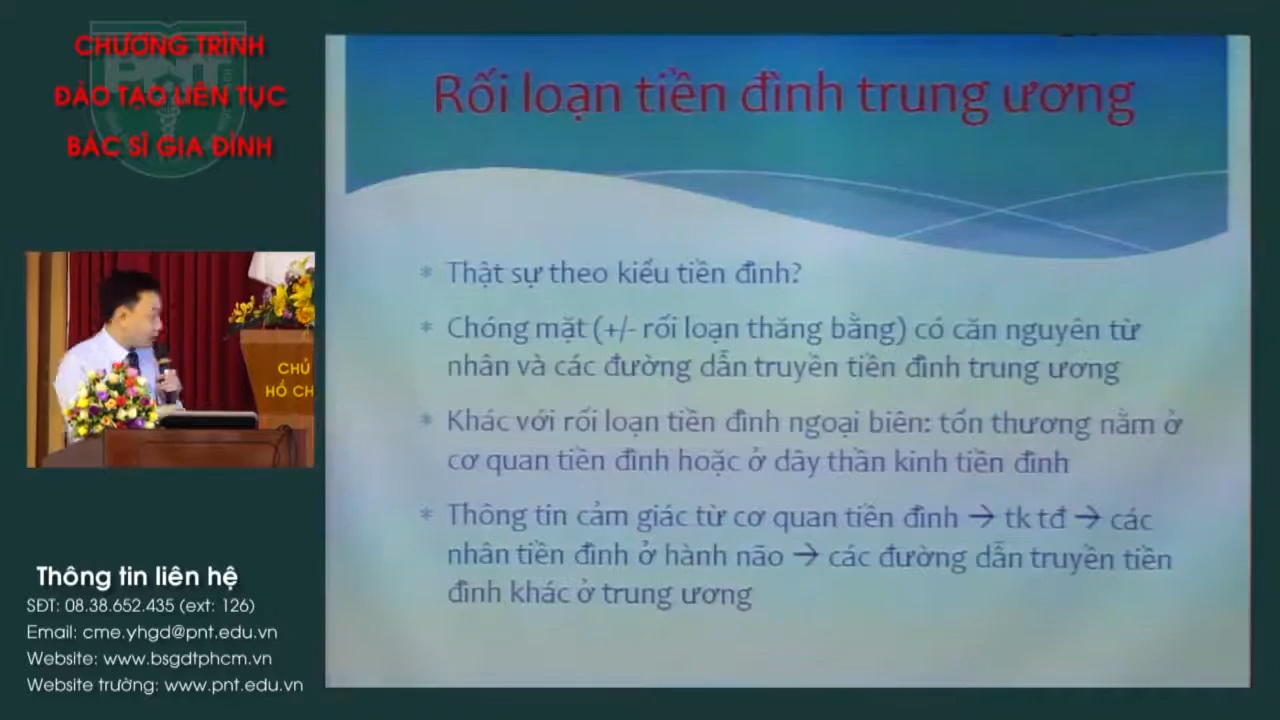 CHƯƠNG TRÌNH
ĐÀO TẠO LIÊN TỤC
BÁC SĨ GIA ĐÌNH
PNT
Rối loạn tiền đình trung ương
* Thật sự theo kiểu tiền đình?
* Chóng mặt (+/- rối loạn thăng bằng) có căn nguyên từ
nhân và các đường dẫn truyền tiền đình trung ương
* Khác với rối loạn tiền đình ngoại biên: tổn thương nằm ở
cơ quan tiền đình hoặc ở dây thần kinh tiền đình
* Thông tin cảm giác từ cơ quan tiền đình → tk tđ → các
nhân tiền đình ở hành não → các đường dẫn truyền tiền
đình khác ở trung ương
CHỦ
HỒ CH
Thông tin liên hệ
SĐT: 08.38.652.435 (ext: 126)
Email: cme.yhgd@pnt.edu.vn
Website: www.bsgdtphcm.vn
Website trường: www.pnt.edu.vn